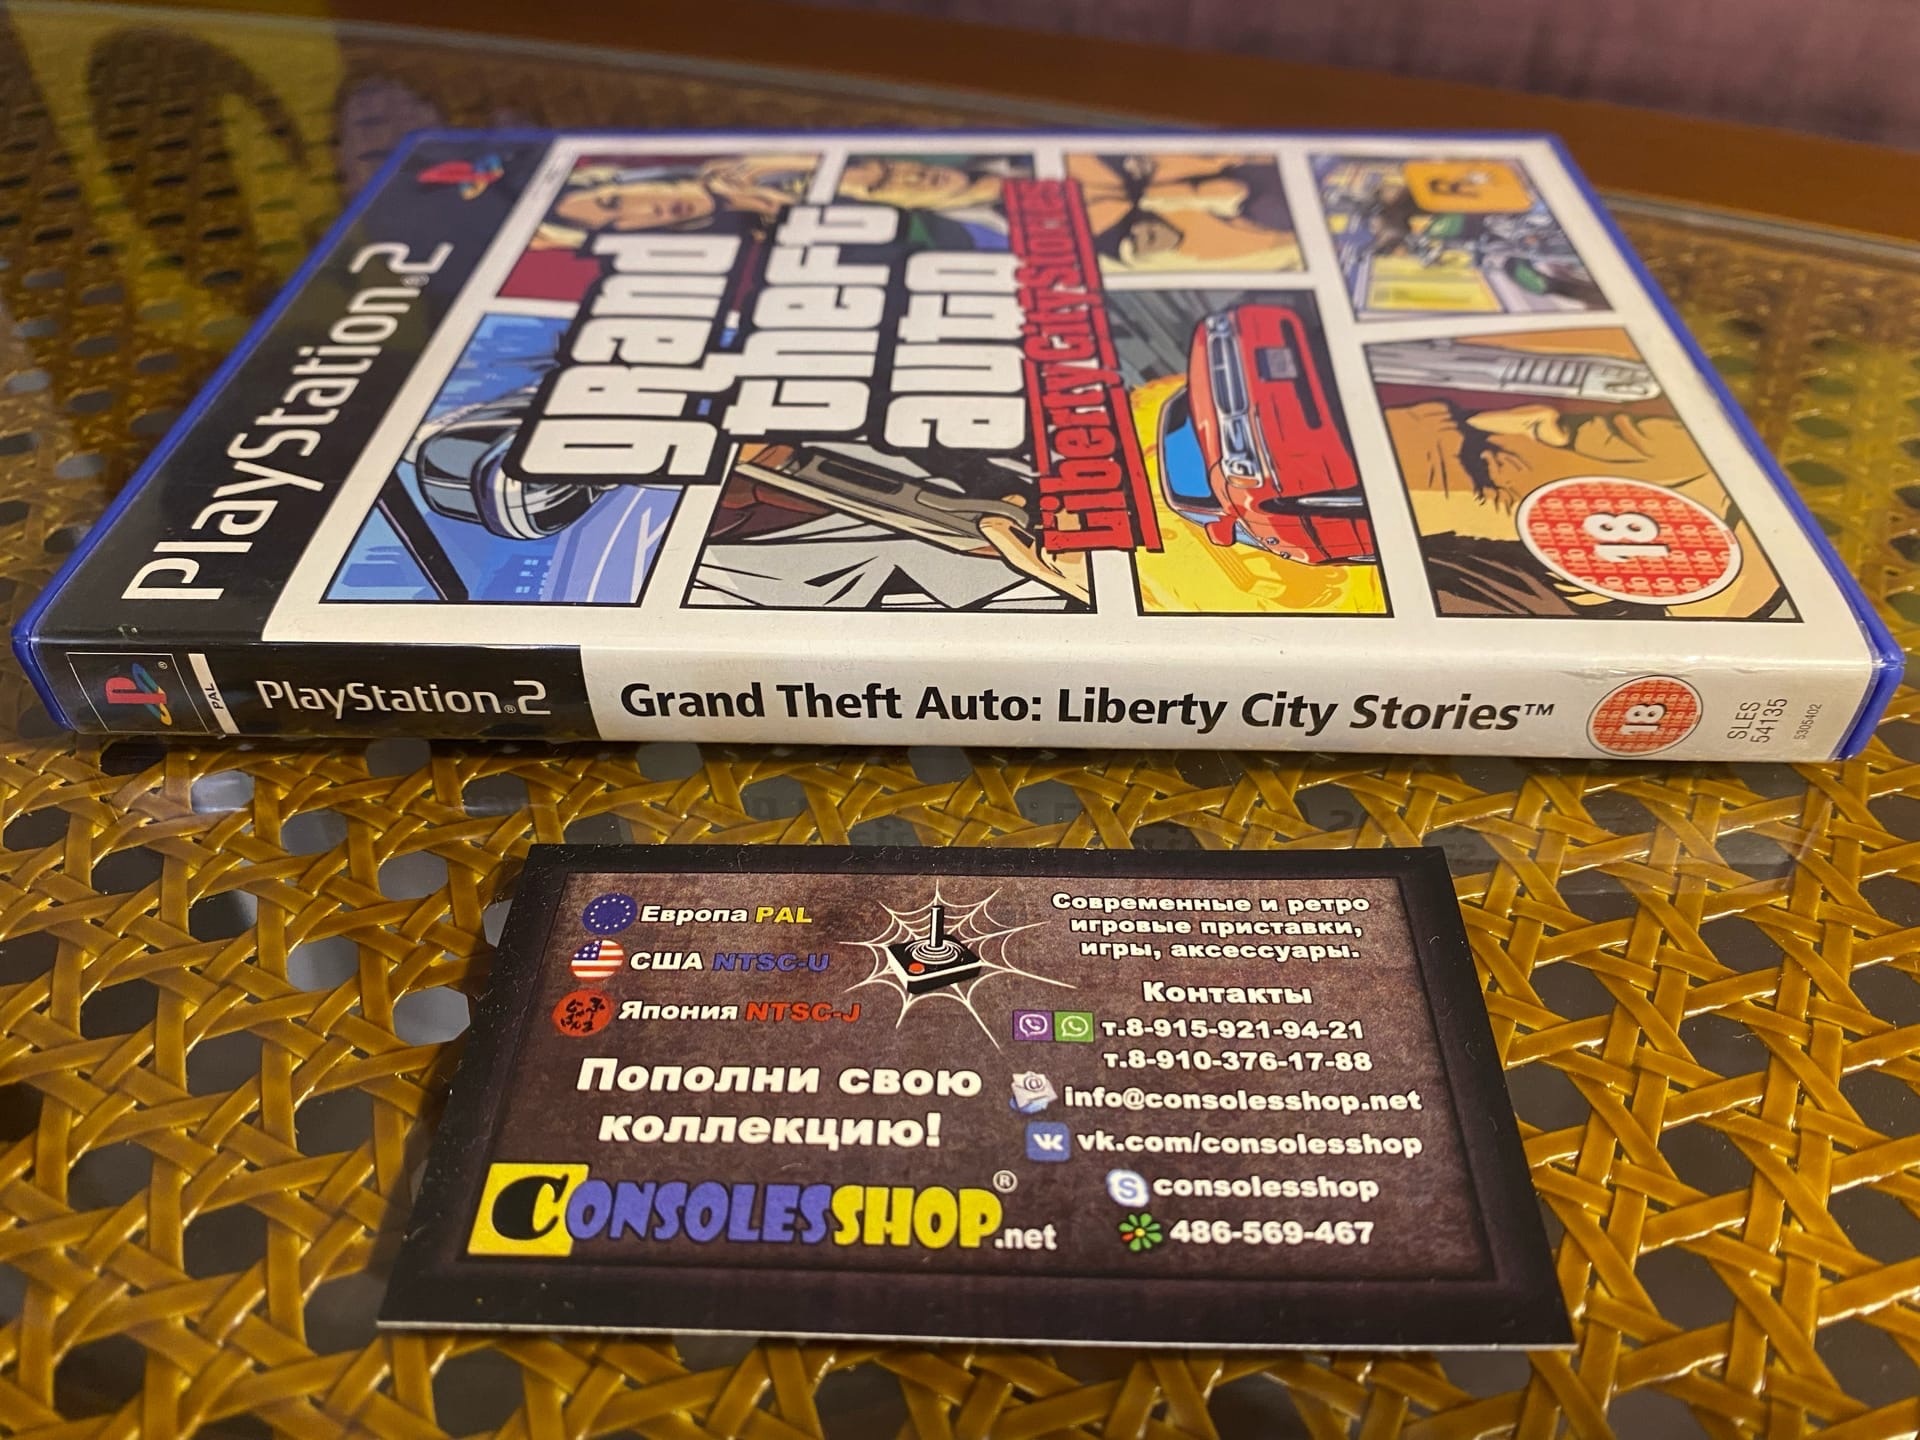 PlayStation®2
grand
theft
auto
Liberty City Stories
R★
18
PAL
PlayStation®2
Grand Theft Auto: Liberty City Stories™
18
SLES
54135
5305402
Европа PAL
США NTSC-U
Япония NTSC-J
Пополни свою
коллекцию!
CONSOLESSHOP®.net
Современные и ретро
игровые приставки,
игры, аксессуары.
Контакты
т.8-915-921-94-21
т.8-910-376-17-88
info@consolesshop.net
vk.com/consolesshop
consolesshop
486-569-467